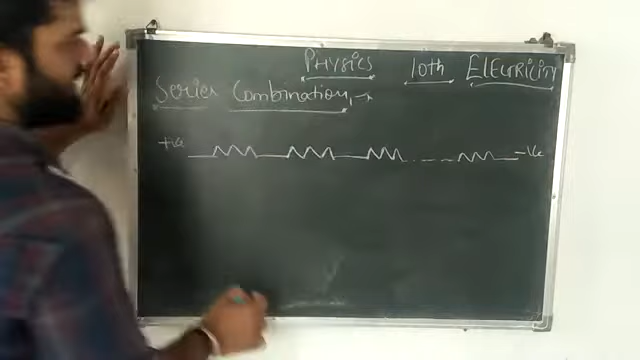 PHYSICS 10th ELECTRICITY
Series Combination, →
+ve -ve